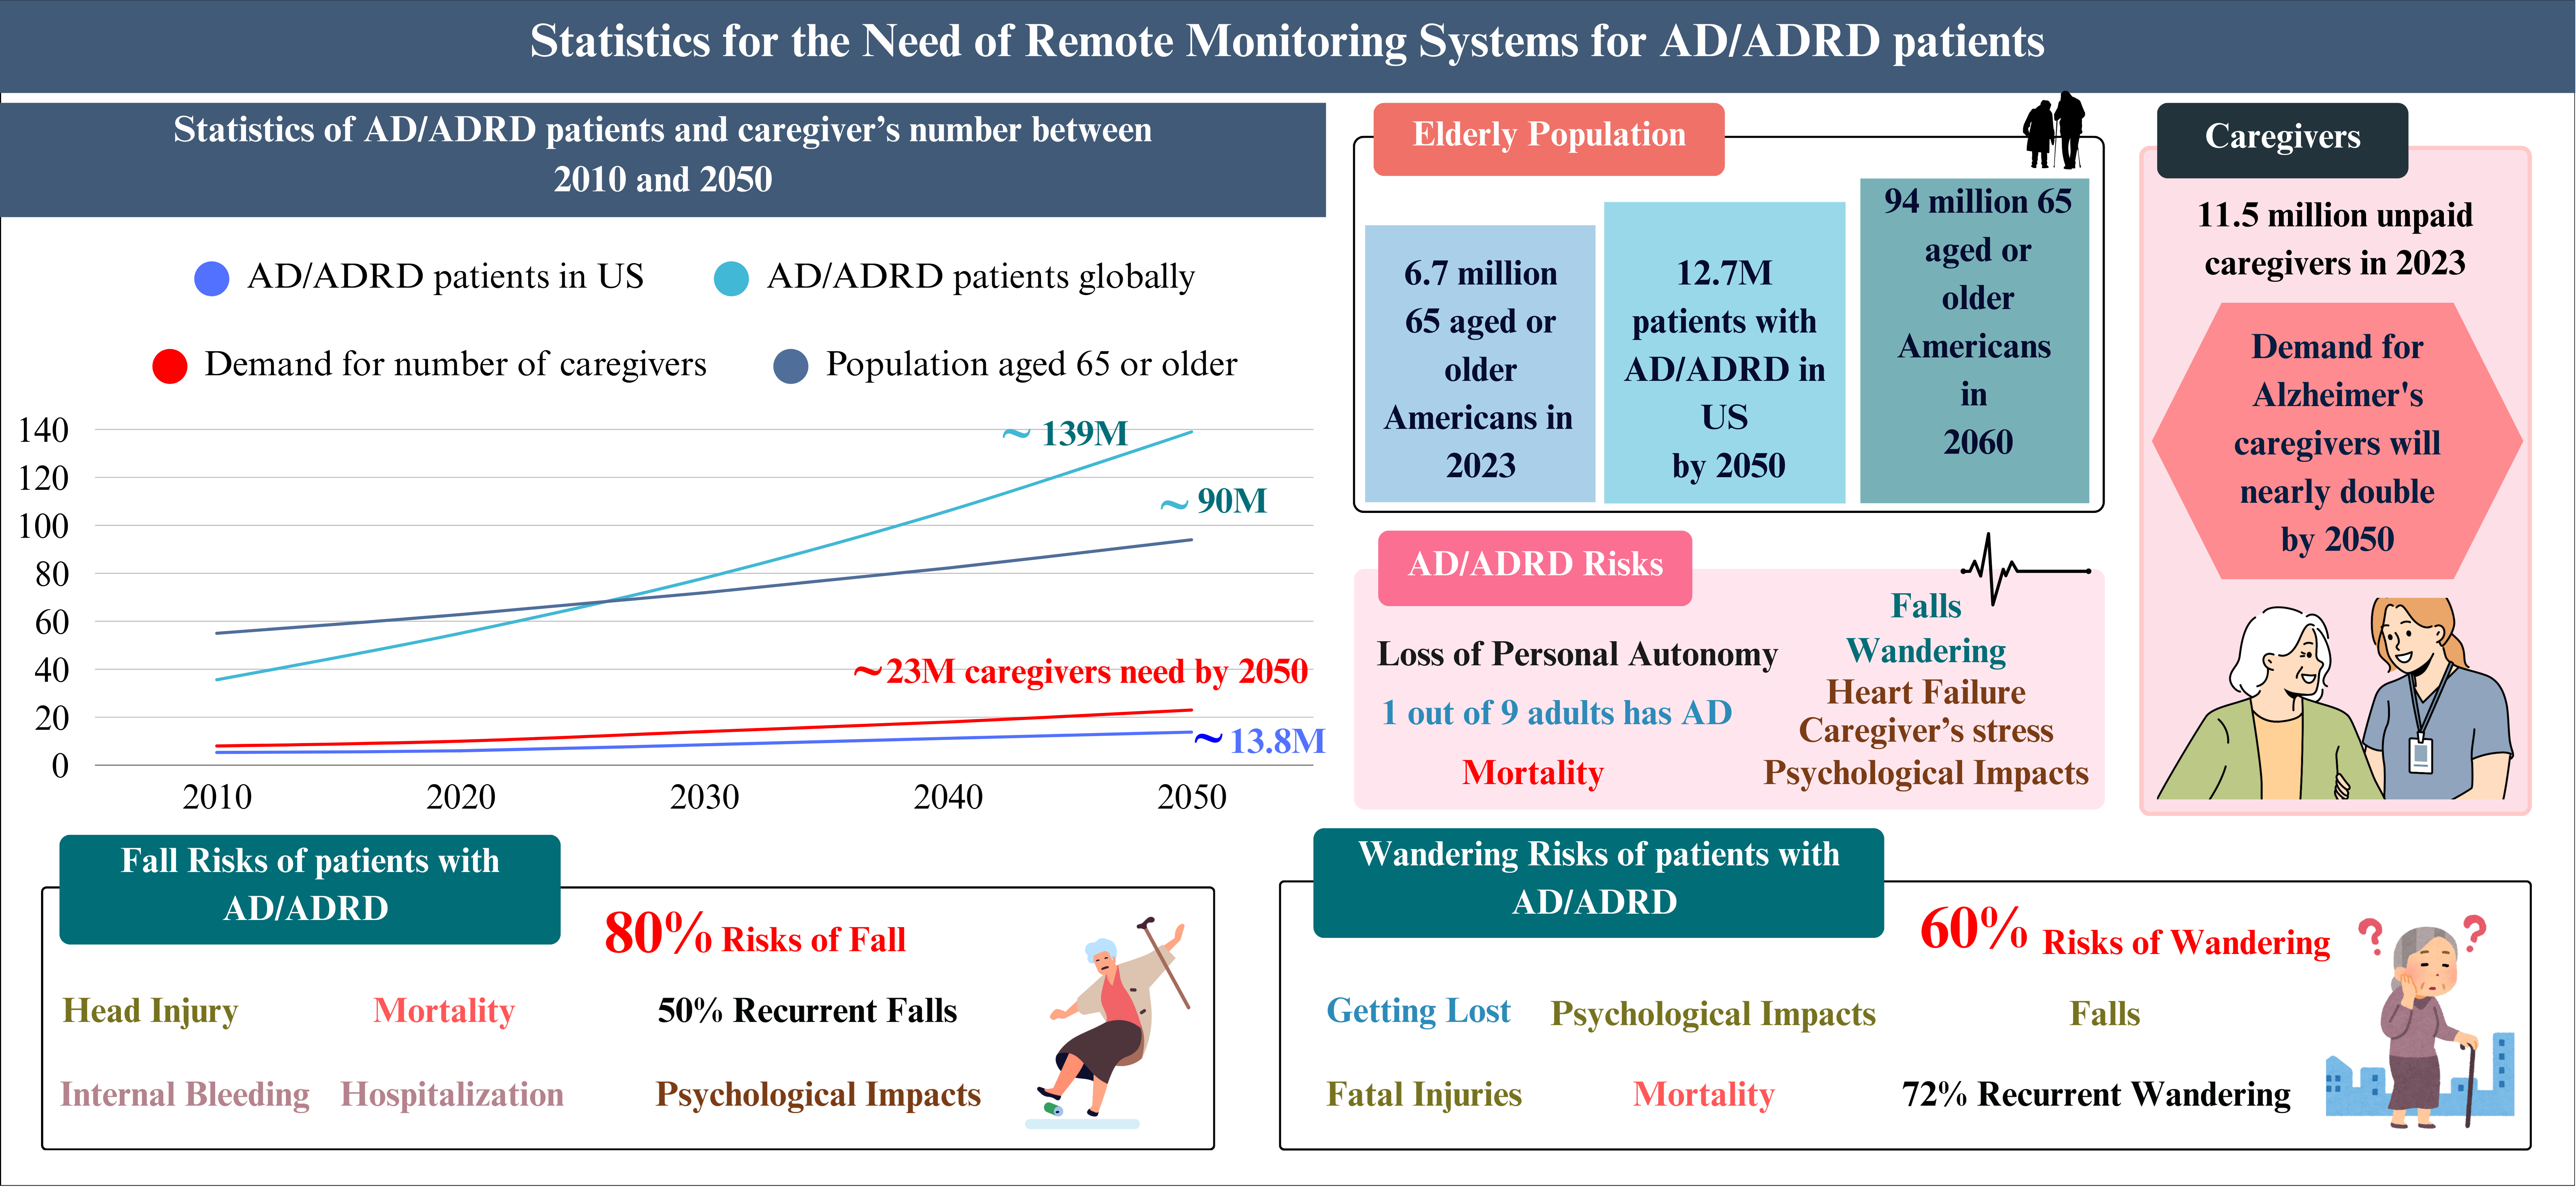 Statistics for the Need of Remote Monitoring Systems for AD/ADRD patients
Statistics of AD/ADRD patients and caregiver’s number between
2010 and 2050
AD/ADRD patients in US
AD/ADRD patients globally
Demand for number of caregivers
Population aged 65 or older
140
120
100
80
60
40
20
0
~ 139M
~ 90M
~23M caregivers need by 2050
~ 13.8M
2010
2020
2030
2040
2050
Elderly Population
6.7 million
65 aged or
older
Americans in
2023
12.7M
patients with
AD/ADRD in
US
by 2050
94 million 65
aged or
older
Americans
in
2060
Caregivers
11.5 million unpaid
caregivers in 2023
Demand for
Alzheimer's
caregivers will
nearly double
by 2050
AD/ADRD Risks
Loss of Personal Autonomy
1 out of 9 adults has AD
Mortality
Falls
Wandering
Heart Failure
Caregiver’s stress
Psychological Impacts
Fall Risks of patients with
AD/ADRD
80% Risks of Fall
Head Injury
Mortality
50% Recurrent Falls
Internal Bleeding
Hospitalization
Psychological Impacts
Wandering Risks of patients with
AD/ADRD
60% Risks of Wandering
? ?
Getting Lost
Psychological Impacts
Falls
Fatal Injuries
Mortality
72% Recurrent Wandering